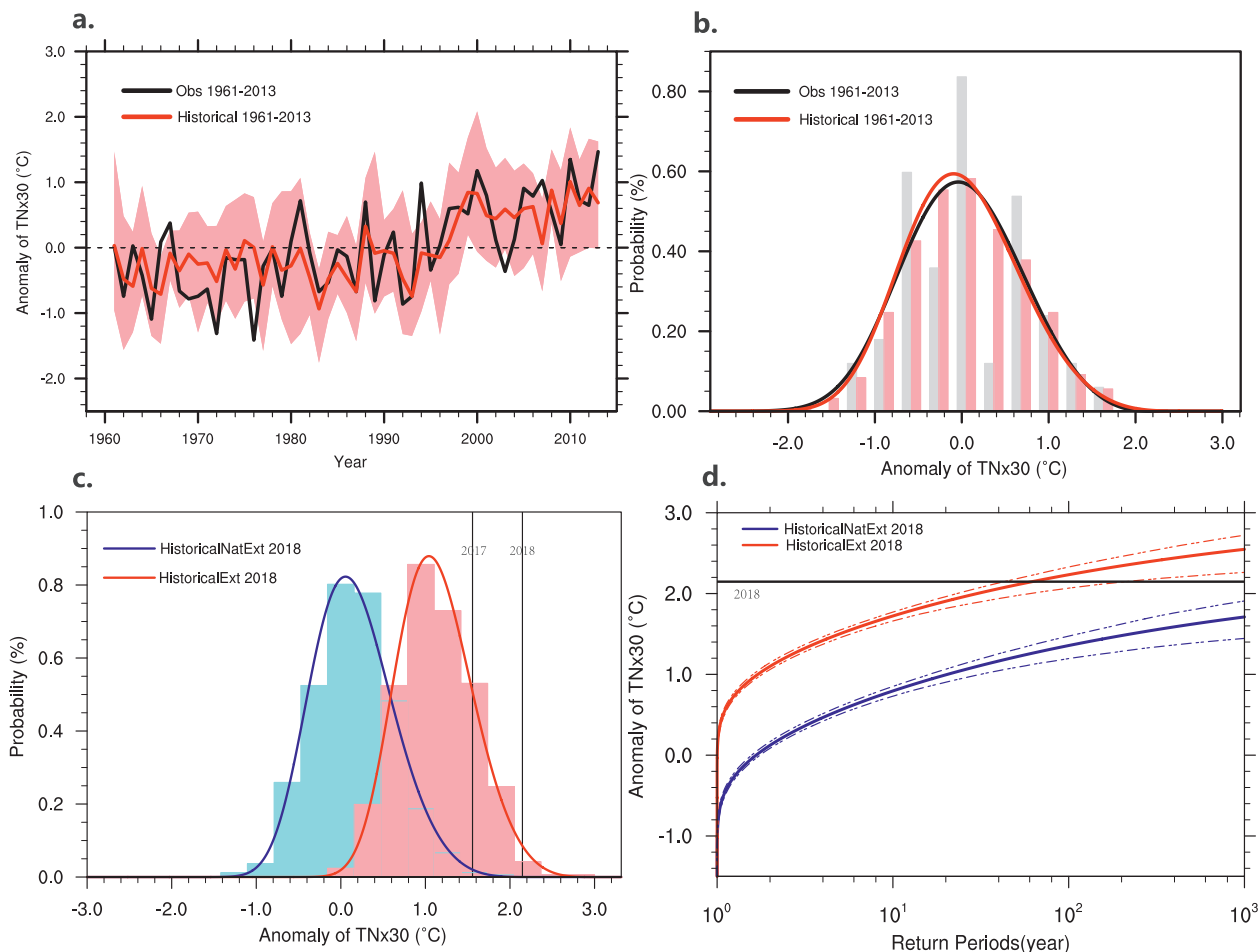 a.
3.0
2.0
1.0
0.0
-1.0
-2.0
Anomaly of TNx30 (˚C)
Obs 1961-2013
Historical 1961-2013
1960
1970
1980
1990
2000
2010
Year
b.
0.80
0.60
0.40
0.20
0.00
Probability (%)
Obs 1961-2013
Historical 1961-2013
-2.0
-1.0
0.0
1.0
2.0
3.0
Anomaly of TNx30 (˚C)
c.
1.0
0.8
0.6
0.4
0.2
0.0
Probability (%)
HistoricalNatExt 2018
HistoricalExt 2018
2017
2018
-3.0
-2.0
-1.0
0.0
1.0
2.0
3.0
Anomaly of TNx30 (˚C)
d.
3.0
2.0
1.0
0.0
-1.0
Anomaly of TNx30 (˚C)
HistoricalNatExt 2018
HistoricalExt 2018
2018
10⁰
10¹
10²
10³
Return Periods(year)